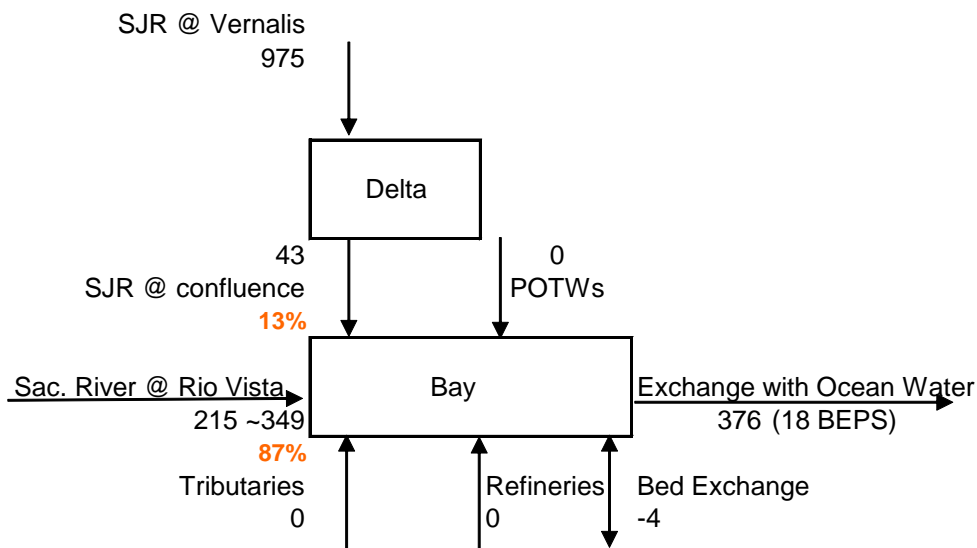 SJR @ Vernalis
975
Delta
43
SJR @ confluence
13%
0
POTWs
Sac. River @ Rio Vista
215 ~349
87%
Bay
Exchange with Ocean Water
376 (18 BEPS)
Tributaries
0
Refineries
0
Bed Exchange
-4